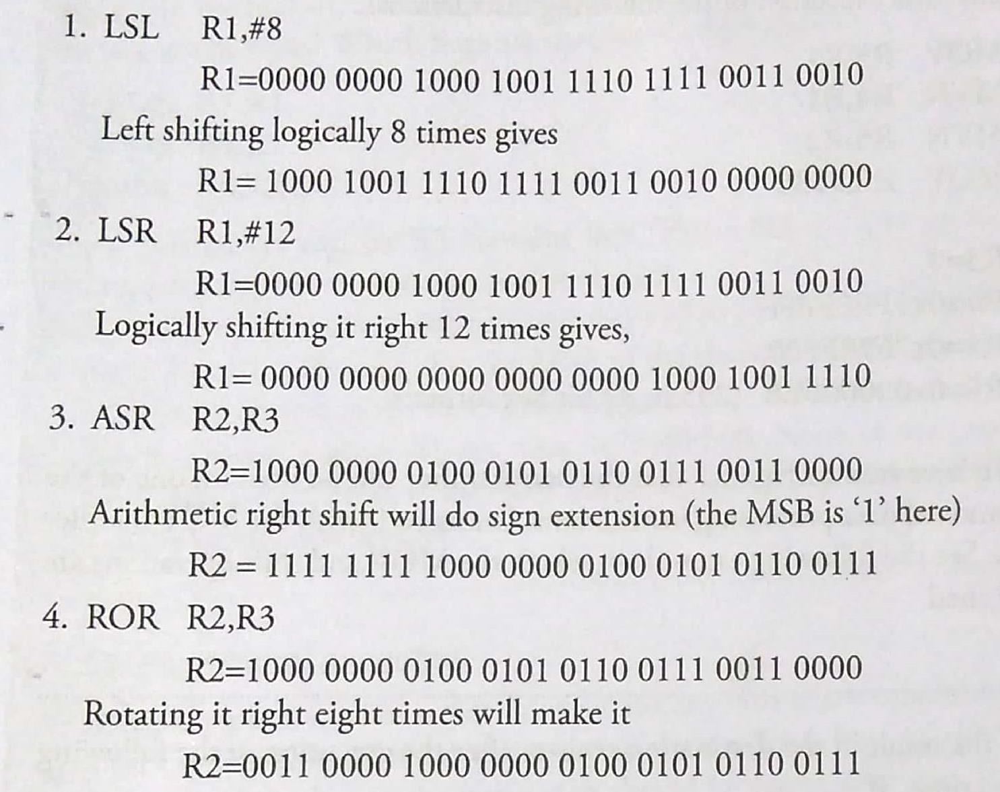 1. LSL R1,#8
R1=0000 0000 1000 1001 1110 1111 0011 0010
Left shifting logically 8 times gives
R1= 1000 1001 1110 1111 0011 0010 0000 0000
2. LSR R1,#12
R1=0000 0000 1000 1001 1110 1111 0011 0010
Logically shifting it right 12 times gives,
R1= 0000 0000 0000 0000 0000 1000 1001 1110
3. ASR R2,R3
R2=1000 0000 0100 0101 0110 0111 0011 0000
Arithmetic right shift will do sign extension (the MSB is ‘1’ here)
R2 = 1111 1111 1000 0000 0100 0101 0110 0111
4. ROR R2,R3
R2=1000 0000 0100 0101 0110 0111 0011 0000
Rotating it right eight times will make it
R2=0011 0000 1000 0000 0100 0101 0110 0111